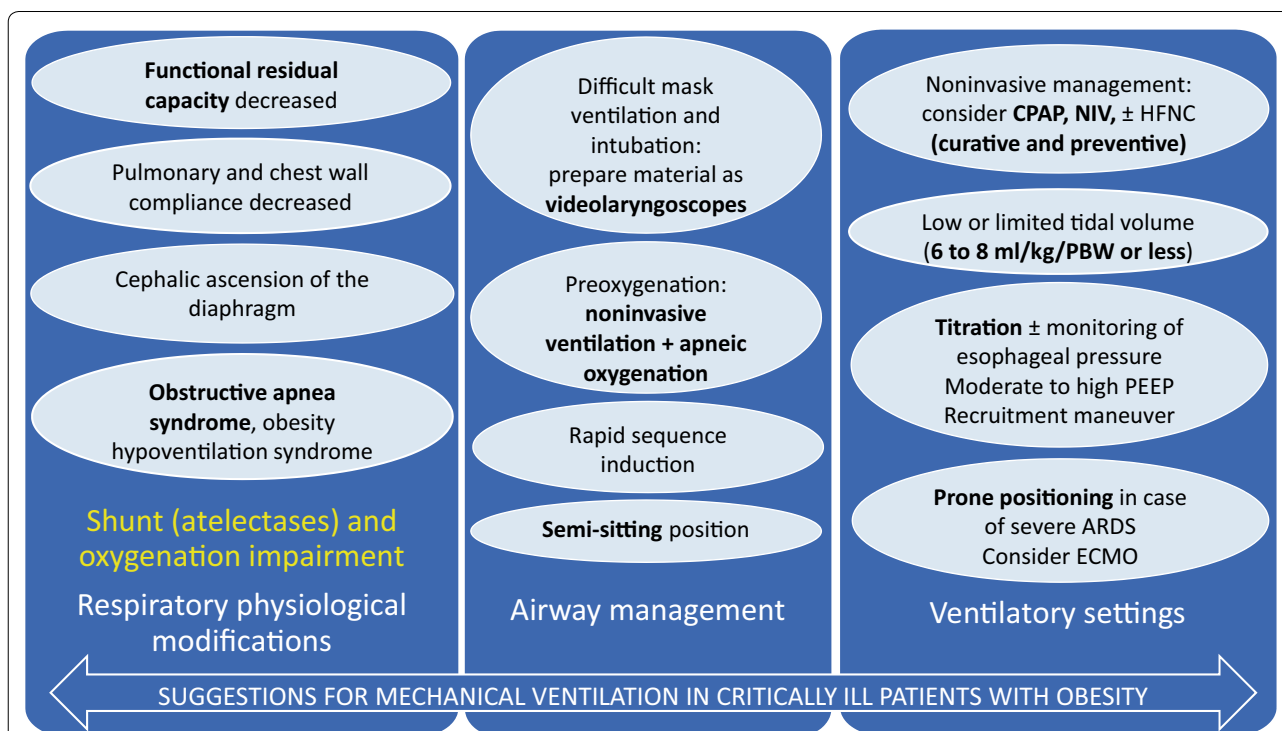 Functional residual
capacity decreased
Pulmonary and chest wall
compliance decreased
Cephalic ascension of the
diaphragm
Obstructive apnea
syndrome, obesity
hypoventilation syndrome
Shunt (atelectases) and
oxygenation impairment
Respiratory physiological
modifications
Difficult mask
ventilation and
intubation:
prepare material as
videolaryngoscopes
Preoxygenation:
noninvasive
ventilation + apneic
oxygenation
Rapid sequence
induction
Semi-sitting position
Airway management
Noninvasive management:
consider CPAP, NIV, ± HFNC
(curative and preventive)
Low or limited tidal volume
(6 to 8 ml/kg/PBW or less)
Titration ± monitoring of
esophageal pressure
Moderate to high PEEP
Recruitment maneuver
Prone positioning in case
of severe ARDS
Consider ECMO
Ventilatory settings
SUGGESTIONS FOR MECHANICAL VENTILATION IN CRITICALLY ILL PATIENTS WITH OBESITY